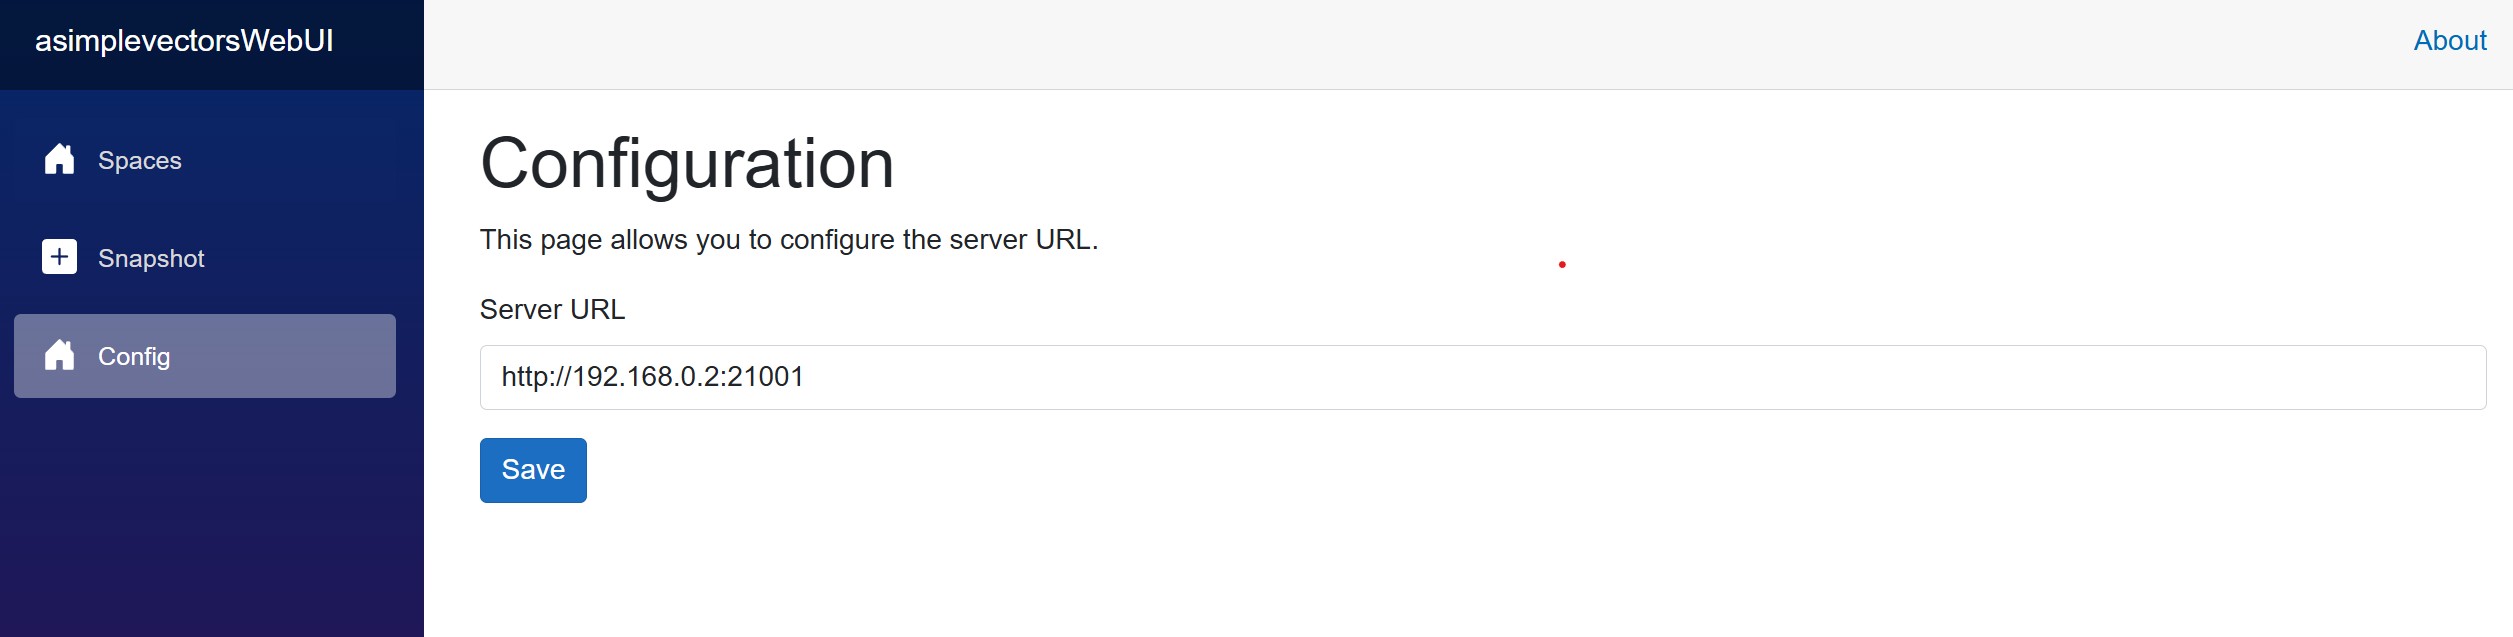 asimplevectorsWebUI
About
Spaces
Snapshot
Config
Configuration
This page allows you to configure the server URL.
Server URL
http://192.168.0.2:21001
Save